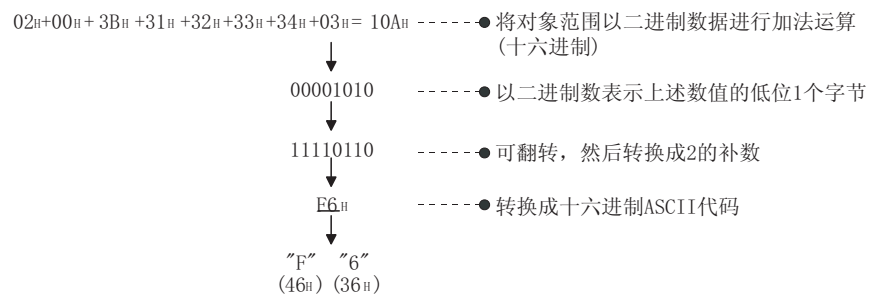 02H+00H+ 3BH +31H +32H+33H+34H+03H= 10AH 将对象范围以二进制数据进行加法运算
(十六进制)
00001010 以二进制数表示上述数值的低位1个字节
11110110 可翻转，然后转换成2的补数
F6H 转换成十六进制ASCII代码
"F" "6"
(46H) (36H)